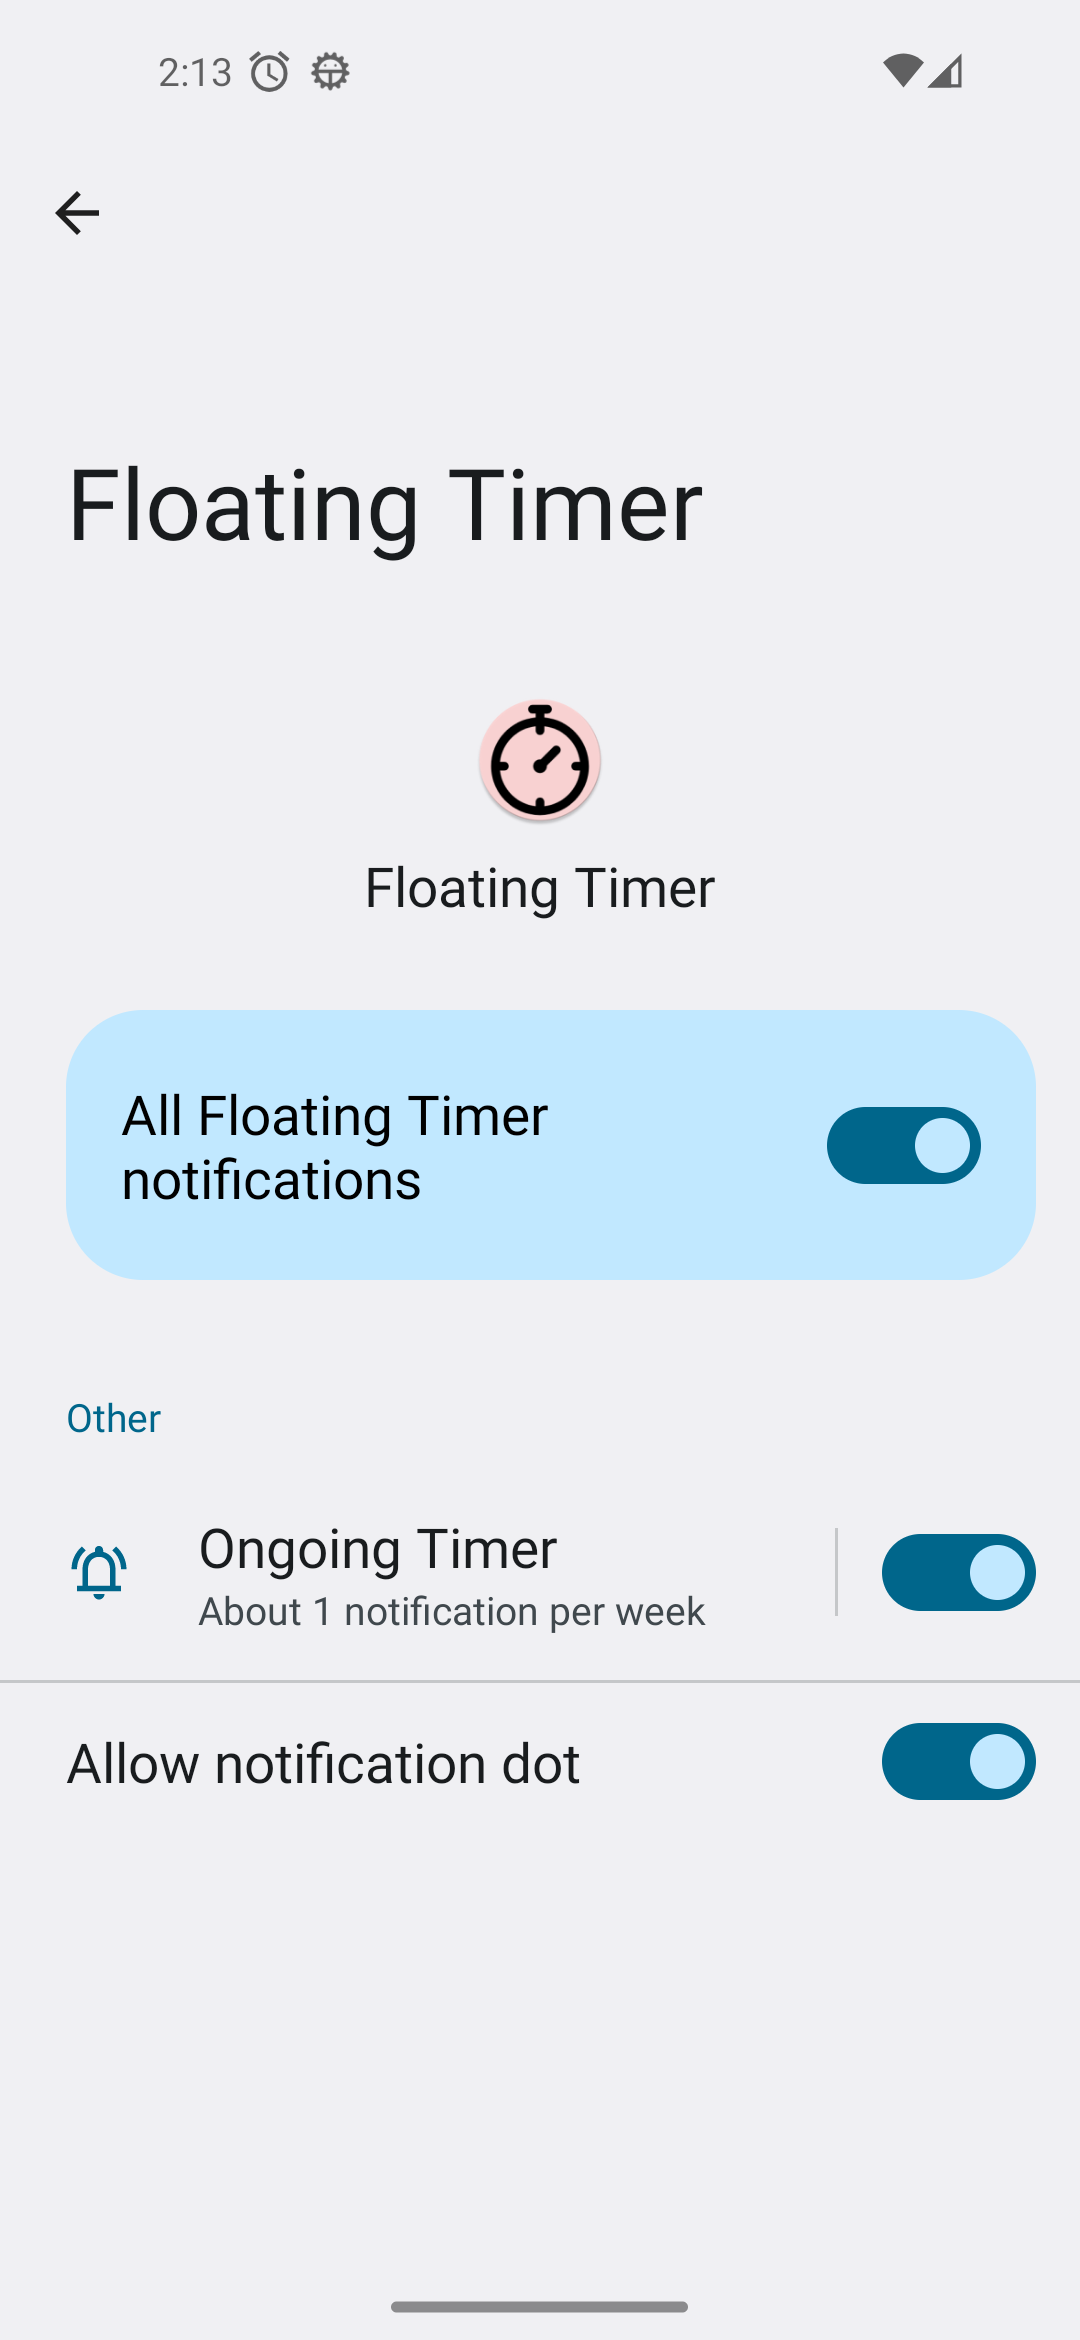 2:13
Floating Timer
Floating Timer
All Floating Timer
notifications
Other
Ongoing Timer
About 1 notification per week
Allow notification dot